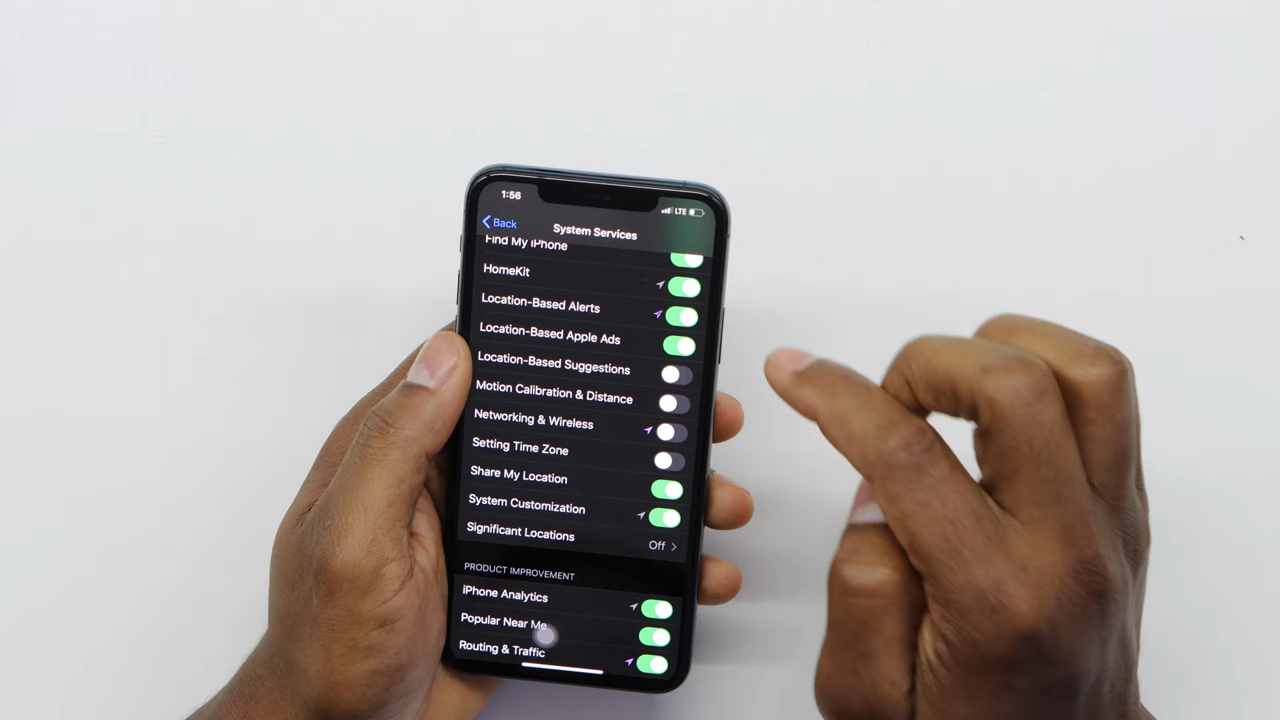 1:56 LTE
Back System Services
Find My iPhone
HomeKit
Location-Based Alerts
Location-Based Apple Ads
Location-Based Suggestions
Motion Calibration & Distance
Networking & Wireless
Setting Time Zone
Share My Location
System Customization
Significant Locations Off
PRODUCT IMPROVEMENT
iPhone Analytics
Popular Near Me
Routing & Traffic